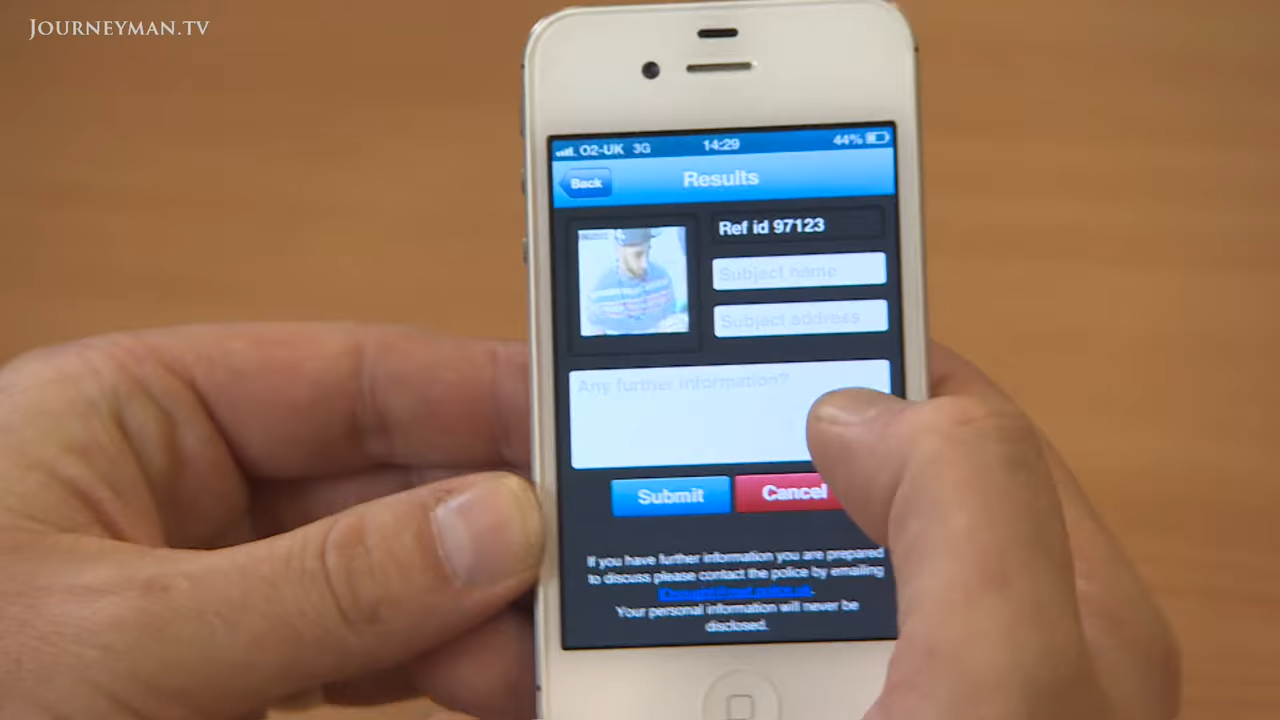 JOURNEYMAN.TV
O2-UK 3G 14:29 44%
Back Results
Ref id 97123
Subject name
Subject address
Any further information?
Submit Cancel
If you have further information you are prepared
to discuss please contact the police by emailing
Your personal information will never be
disclosed.